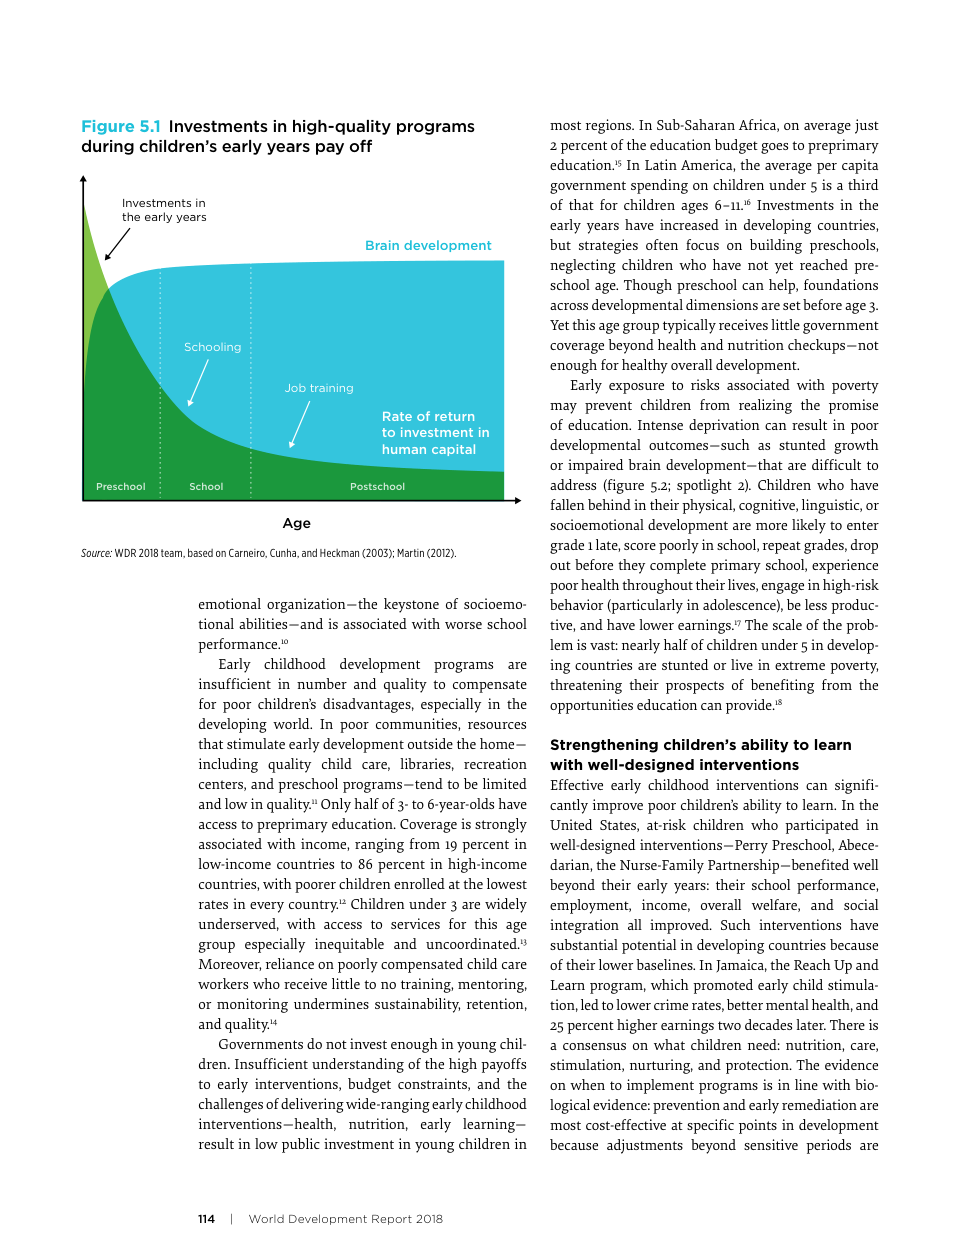 Figure 5.1 Investments in high-quality programs
during children’s early years pay off
Investments in
the early years
Brain development
Schooling
Job training
Rate of return
to investment in
human capital
Preschool
School
Postschool
Age
Source: WDR 2018 team, based on Carneiro, Cunha, and Heckman (2003); Martin (2012).
emotional organization—the keystone of socioemo-
tional abilities—and is associated with worse school
performance.10
Early childhood development programs are
insufficient in number and quality to compensate
for poor children’s disadvantages, especially in the
developing world. In poor communities, resources
that stimulate early development outside the home—
including quality child care, libraries, recreation
centers, and preschool programs—tend to be limited
and low in quality.11 Only half of 3- to 6-year-olds have
access to preprimary education. Coverage is strongly
associated with income, ranging from 19 percent in
low-income countries to 86 percent in high-income
countries, with poorer children enrolled at the lowest
rates in every country.12 Children under 3 are widely
underserved, with access to services for this age
group especially inequitable and uncoordinated.13
Moreover, reliance on poorly compensated child care
workers who receive little to no training, mentoring,
or monitoring undermines sustainability, retention,
and quality.14
Governments do not invest enough in young chil-
dren. Insufficient understanding of the high payoffs
to early interventions, budget constraints, and the
challenges of delivering wide-ranging early childhood
interventions—health, nutrition, early learning—
result in low public investment in young children in
most regions. In Sub-Saharan Africa, on average just
2 percent of the education budget goes to preprimary
education.15 In Latin America, the average per capita
government spending on children under 5 is a third
of that for children ages 6–11.16 Investments in the
early years have increased in developing countries,
but strategies often focus on building preschools,
neglecting children who have not yet reached pre-
school age. Though preschool can help, foundations
across developmental dimensions are set before age 3.
Yet this age group typically receives little government
coverage beyond health and nutrition checkups—not
enough for healthy overall development.
Early exposure to risks associated with poverty
may prevent children from realizing the promise
of education. Intense deprivation can result in poor
developmental outcomes—such as stunted growth
or impaired brain development—that are difficult to
address (figure 5.2; spotlight 2). Children who have
fallen behind in their physical, cognitive, linguistic, or
socioemotional development are more likely to enter
grade 1 late, score poorly in school, repeat grades, drop
out before they complete primary school, experience
poor health throughout their lives, engage in high-risk
behavior (particularly in adolescence), be less produc-
tive, and have lower earnings.17 The scale of the prob-
lem is vast: nearly half of children under 5 in develop-
ing countries are stunted or live in extreme poverty,
threatening their prospects of benefiting from the
opportunities education can provide.18
Strengthening children’s ability to learn
with well-designed interventions
Effective early childhood interventions can signifi-
cantly improve poor children’s ability to learn. In the
United States, at-risk children who participated in
well-designed interventions—Perry Preschool, Abece-
darian, the Nurse-Family Partnership—benefited well
beyond their early years: their school performance,
employment, income, overall welfare, and social
integration all improved. Such interventions have
substantial potential in developing countries because
of their lower baselines. In Jamaica, the Reach Up and
Learn program, which promoted early child stimula-
tion, led to lower crime rates, better mental health, and
25 percent higher earnings two decades later. There is
a consensus on what children need: nutrition, care,
stimulation, nurturing, and protection. The evidence
on when to implement programs is in line with bio-
logical evidence: prevention and early remediation are
most cost-effective at specific points in development
because adjustments beyond sensitive periods are
114 | World Development Report 2018